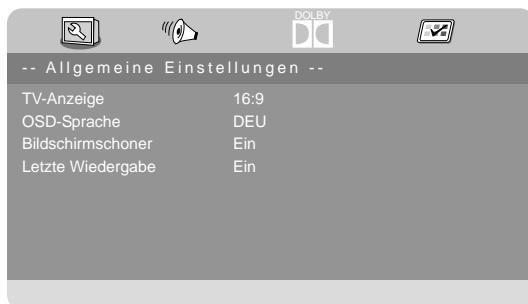 DOLBY
-- Allgemeine Einstellungen --
TV-Anzeige 16:9
OSD-Sprache DEU
Bildschirmschoner Ein
Letzte Wiedergabe Ein